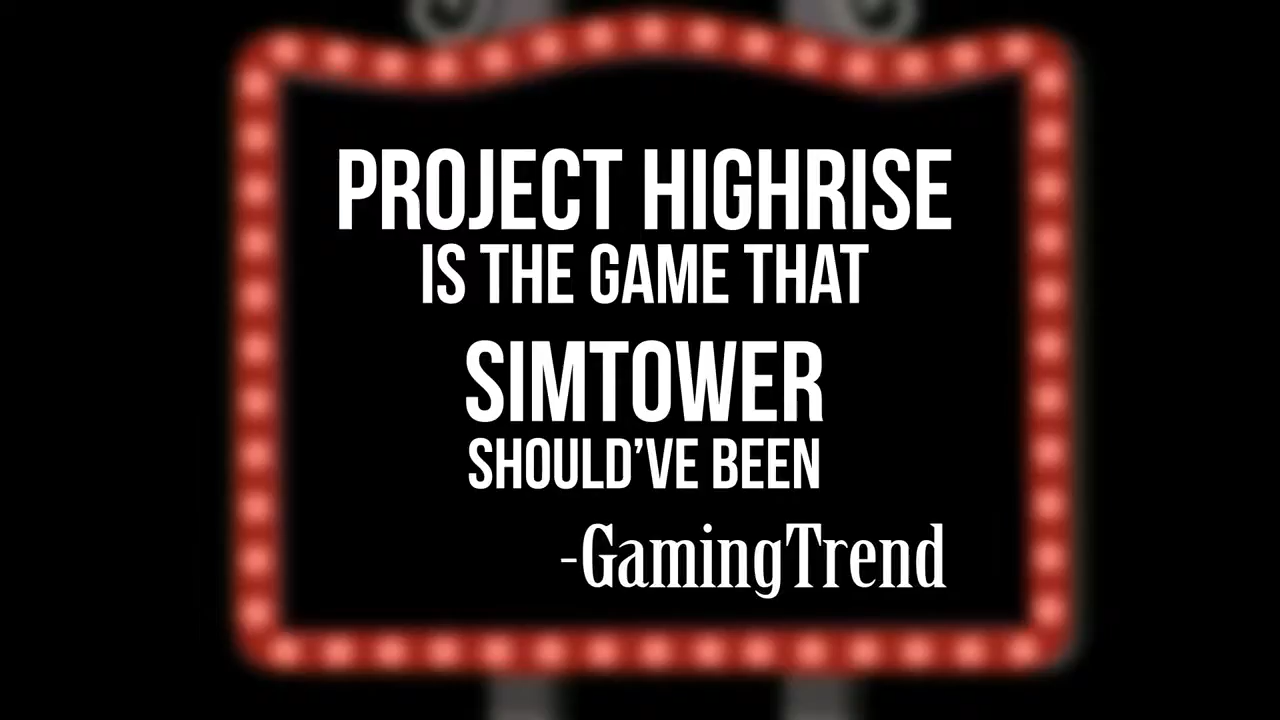 PROJECT HIGHRISE
IS THE GAME THAT
SIMTOWER
SHOULD’VE BEEN
-GamingTrend